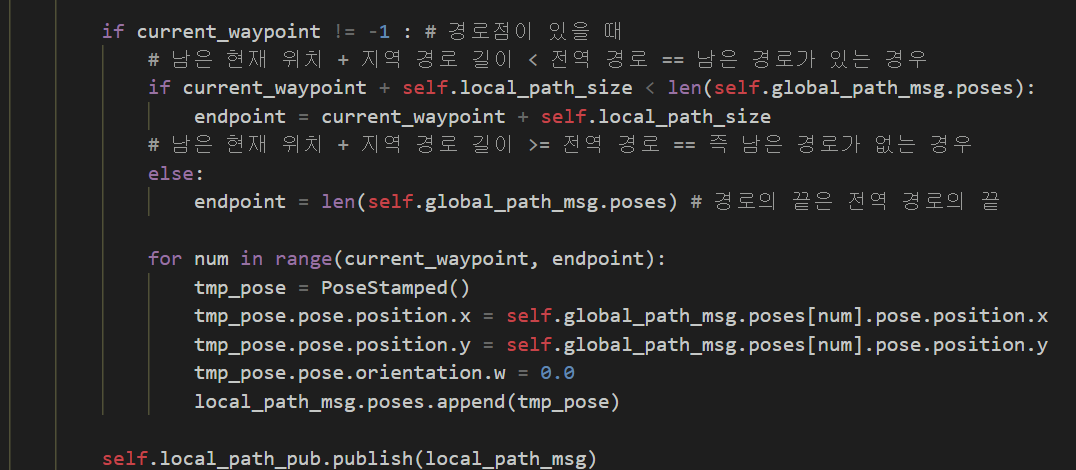 if current_waypoint != -1 : # 경로점이 있을 때
# 남은 현재 위치 + 지역 경로 길이 < 전역 경로 == 남은 경로가 있는 경우
if current_waypoint + self.local_path_size < len(self.global_path_msg.poses):
endpoint = current_waypoint + self.local_path_size
# 남은 현재 위치 + 지역 경로 길이 >= 전역 경로 == 즉 남은 경로가 없는 경우
else:
endpoint = len(self.global_path_msg.poses) # 경로의 끝은 전역 경로의 끝
for num in range(current_waypoint, endpoint):
tmp_pose = PoseStamped()
tmp_pose.pose.position.x = self.global_path_msg.poses[num].pose.position.x
tmp_pose.pose.position.y = self.global_path_msg.poses[num].pose.position.y
tmp_pose.pose.orientation.w = 0.0
local_path_msg.poses.append(tmp_pose)
self.local_path_pub.publish(local_path_msg)